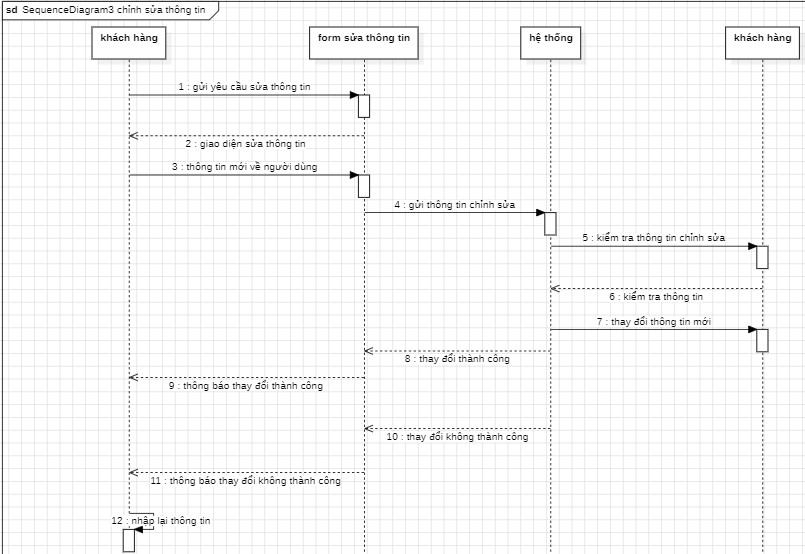 sd SequenceDiagram3 chỉnh sửa thông tin
khách hàng
form sửa thông tin
hệ thống
khách hàng
1 : gửi yêu cầu sửa thông tin
2 : giao diện sửa thông tin
3 : thông tin mới về người dùng
4 : gửi thông tin chỉnh sửa
5 : kiểm tra thông tin chỉnh sửa
6 : kiểm tra thông tin
7 : thay đổi thông tin mới
8 : thay đổi thành công
9 : thông báo thay đổi thành công
10 : thay đổi không thành công
11 : thông báo thay đổi không thành công
12 : nhập lại thông tin